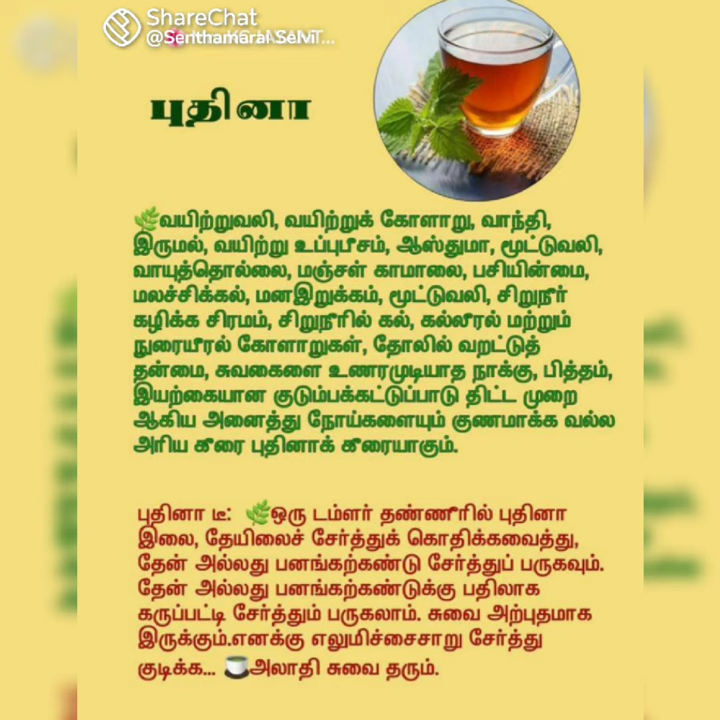 ShareChat
புதினா
🌿வயிற்றுவலி, வயிற்றுக் கோளாறு, வாந்தி,
இருமல், வயிற்று உப்புபீசம், ஆஸ்துமா, மூட்டுவலி,
வாயுத்தொல்லை, மஞ்சள் காமாலை, பசியின்மை,
மலச்சிக்கல், மனஇறுக்கம், மூட்டுவலி, சிறுநீர்
கழிக்க சிரமம், சிறுநீரில் கல், கல்லீரல் மற்றும்
நுரையீரல் கோளாறுகள், தோலில் வறட்டுத்
தன்மை, சுவகைளை உணரமுடியாத நாக்கு, பித்தம்,
இயற்கையான குடும்பக்கட்டுப்பாடு திட்ட முறை
ஆகிய அனைத்து நோய்களையும் குணமாக்க வல்ல
அரிய கீரை புதினாக் கீரையாகும்.
புதினா டீ: 🌿ஒரு டம்ளர் தண்ணீரில் புதினா
இலை, தேயிலைச் சேர்த்துக் கொதிக்கவைத்து,
தேன் அல்லது பனங்கற்கண்டு சேர்த்துப் பருகவும்.
தேன் அல்லது பனங்கற்கண்டுக்கு பதிலாக
கருப்பட்டி சேர்த்தும் பருகலாம். சுவை அற்புதமாக
இருக்கும்.எனக்கு எலுமிச்சைசாறு சேர்த்து
குடிக்க... ☕அலாதி சுவை தரும்.